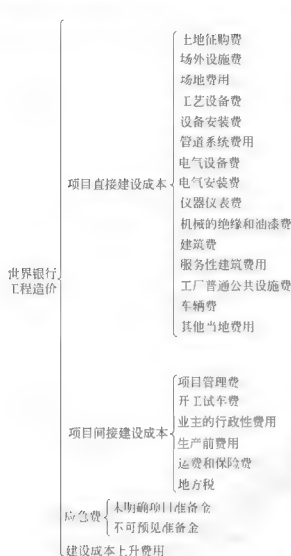 土地征购费
场外设施费
场地费用
工艺设备费
设备安装费
管道系统费用
电气设备费
项目直接建设成本
电气安装费
仪器仪表费
机械的绝缘和油漆费
建筑费
服务性建筑费用
世界银行
工程造价
工厂普通公共设施费
车辆费
其他当地费用
项目管理费
开工试车费
业主的行政性费用
项目间接建设成本
生产前费用
运费和保险费
地方税
应急费
未明确项目准备金
不可预见准备金
建设成本上升费用